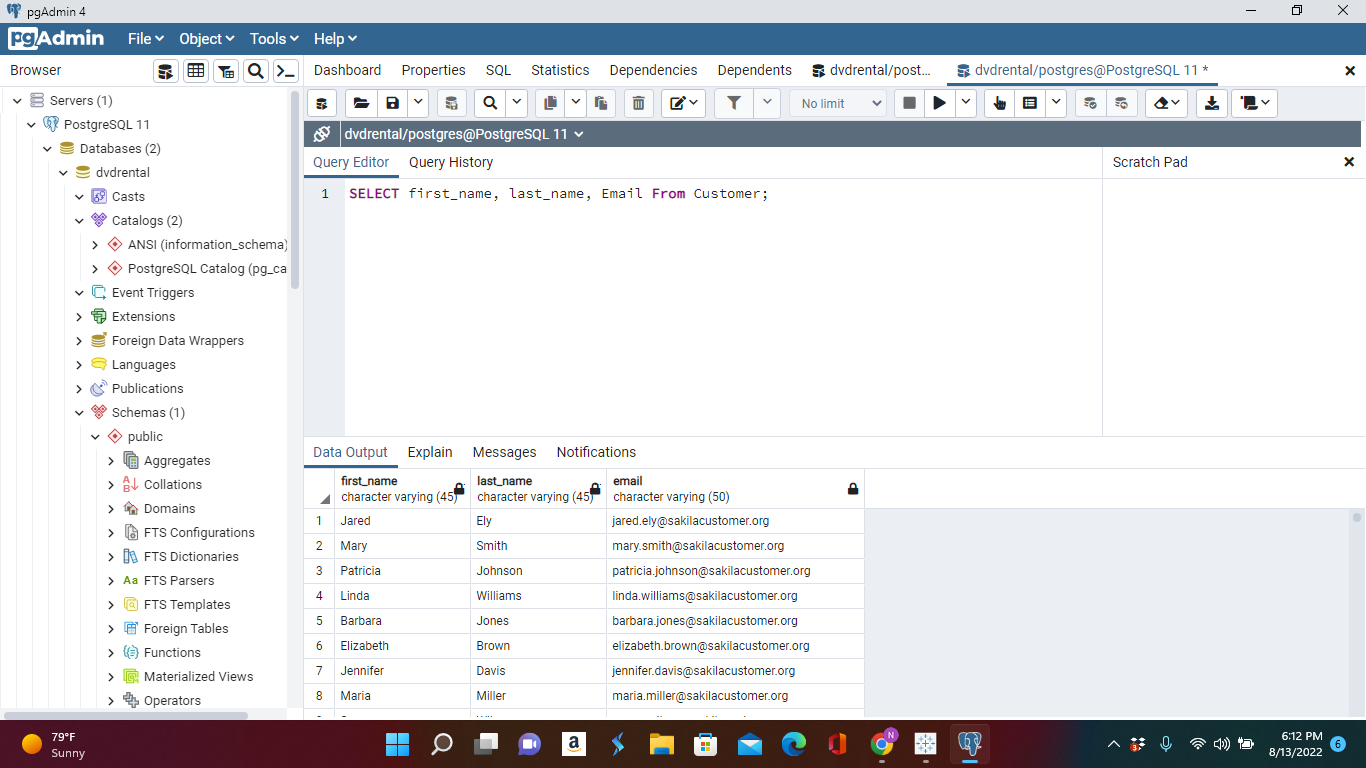 pgAdmin 4
pgAdmin File Object Tools Help
Browser
Dashboard Properties SQL Statistics Dependencies Dependents dvdrental/post... dvdrental/postgres@PostgreSQL 11 *
No limit
dvdrental/postgres@PostgreSQL 11
Query Editor Query History
Scratch Pad
1 SELECT first_name, last_name, Email From Customer;
Servers (1)
PostgreSQL 11
Databases (2)
dvdrental
Casts
Catalogs (2)
ANSI (information_schema)
PostgreSQL Catalog (pg_ca
Event Triggers
Extensions
Foreign Data Wrappers
Languages
Publications
Schemas (1)
public
Aggregates
Collations
Domains
FTS Configurations
FTS Dictionaries
Aa FTS Parsers
FTS Templates
Foreign Tables
Functions
Materialized Views
Operators
Data Output Explain Messages Notifications
first_name last_name email
character varying (45) character varying (45) character varying (50)
1 Jared Ely jared.ely@sakilacustomer.org
2 Mary Smith mary.smith@sakilacustomer.org
3 Patricia Johnson patricia.johnson@sakilacustomer.org
4 Linda Williams linda.williams@sakilacustomer.org
5 Barbara Jones barbara.jones@sakilacustomer.org
6 Elizabeth Brown elizabeth.brown@sakilacustomer.org
7 Jennifer Davis jennifer.davis@sakilacustomer.org
8 Maria Miller maria.miller@sakilacustomer.org
79°F
Sunny
a
N
6:12 PM
8/13/2022
6